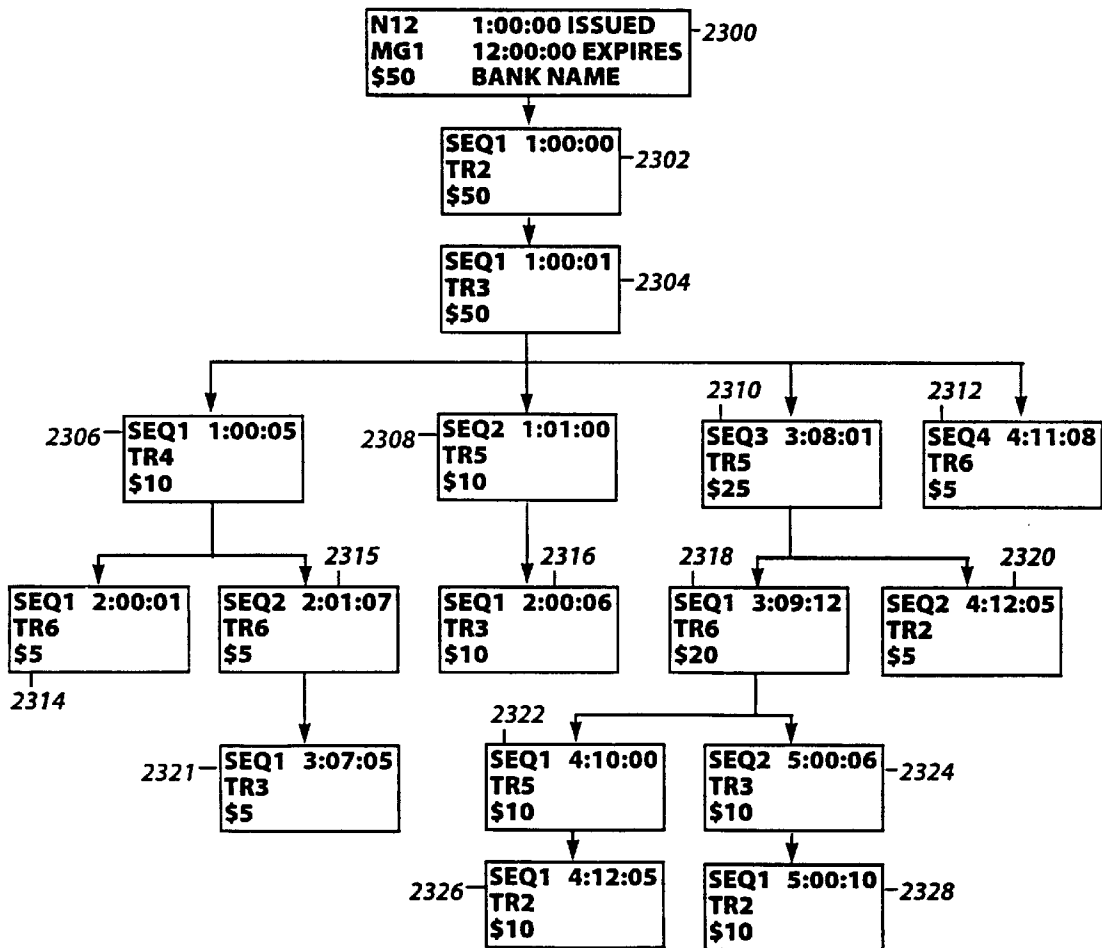 N12 1:00:00 ISSUED
MG1 12:00:00 EXPIRES
$50 BANK NAME
2300
SEQ1 1:00:00
TR2
$50
2302
SEQ1 1:00:01
TR3
$50
2304
2306
SEQ1 1:00:05
TR4
$10
2308
SEQ2 1:01:00
TR5
$10
2310
SEQ3 3:08:01
TR5
$25
2312
SEQ4 4:11:08
TR6
$5
SEQ1 2:00:01
TR6
$5
2314
2315
SEQ2 2:01:07
TR6
$5
2316
SEQ1 2:00:06
TR3
$10
2318
SEQ1 3:09:12
TR6
$20
2320
SEQ2 4:12:05
TR2
$5
2321
SEQ1 3:07:05
TR3
$5
2322
SEQ1 4:10:00
TR5
$10
SEQ2 5:00:06
TR3
$10
2324
2326
SEQ1 4:12:05
TR2
$10
SEQ1 5:00:10
TR2
$10
2328